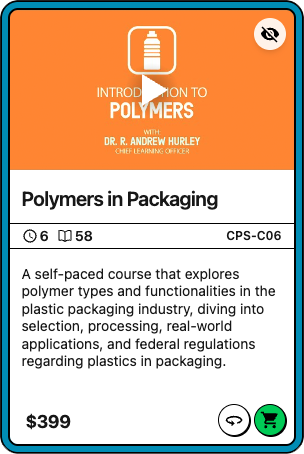 INTRODUCTION TO
POLYMERS
WITH
DR. R. ANDREW HURLEY
CHIEF LEARNING OFFICER
Polymers in Packaging
6 58 CPS-C06
A self-paced course that explores
polymer types and functionalities in the
plastic packaging industry, diving into
selection, processing, real-world
applications, and federal regulations
regarding plastics in packaging.
$399